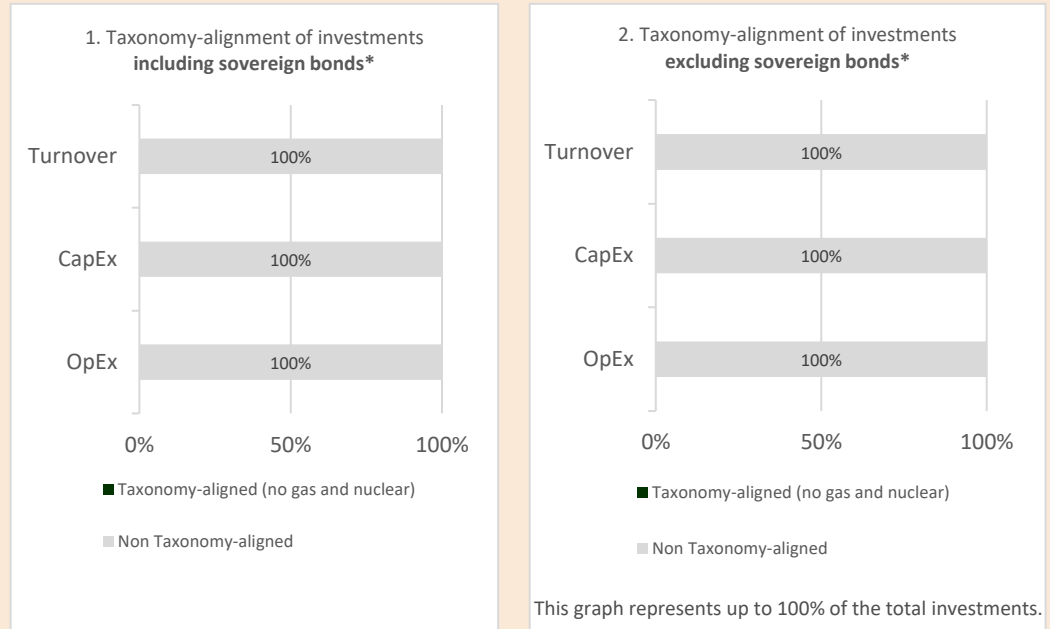 1. Taxonomy-alignment of investments
including sovereign bonds*
Turnover
100%
CapEx
100%
OpEx
100%
0%
50%
100%
Taxonomy-aligned (no gas and nuclear)
Non Taxonomy-aligned
2. Taxonomy-alignment of investments
excluding sovereign bonds*
Turnover
100%
CapEx
100%
OpEx
100%
0%
50%
100%
Taxonomy-aligned (no gas and nuclear)
Non Taxonomy-aligned
This graph represents up to 100% of the total investments.